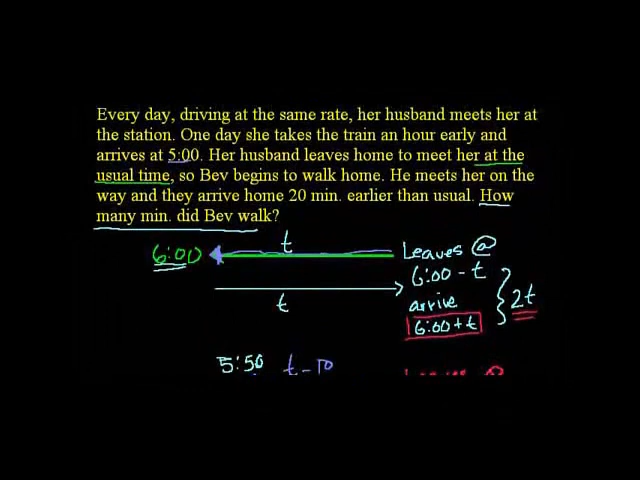 Every day, driving at the same rate, her husband meets her at
the station. One day she takes the train an hour early and
arrives at 5:00. Her husband leaves home to meet her at the
usual time, so Bev begins to walk home. He meets her on the
way and they arrive home 20 min. earlier than usual. How
many min. did Bev walk?
6:00 t Leaves @
6:00 - t
t arrive 2t
6:00 + t
5:50 t - 10